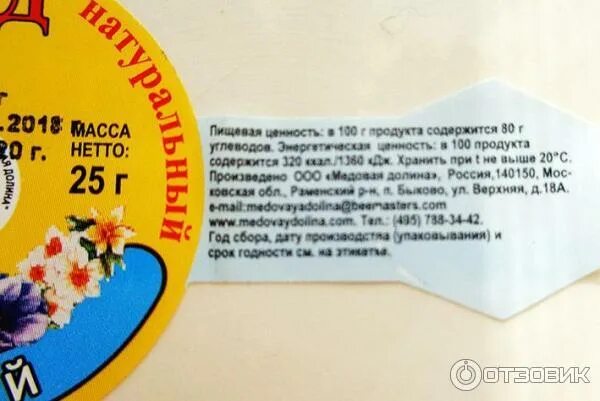 Д
натуральный
г
.2018 г.
20 г.
МАССА
НЕТТО:
25 г
Я ДОЛИНА"
Й
Пищевая ценность: в 100 г продукта содержится 80 г
углеводов. Энергетическая ценность: в 100 продукта
содержится 320 ккал./1360 кДж. Хранить при t не выше 20°С.
Произведено ООО «Медовая долина», Россия,140150, Мос-
ковская обл., Раменский р-н, п. Быково, ул. Верхняя, д.18А.
e-mail:medovayadolina@beemasters.com
www.medovaydolina.com. Тел.: (495) 788-34-42.
Год сбора, дату производства (упаковывания) и
срок годности см. на этикетке.
ОТЗОВИК